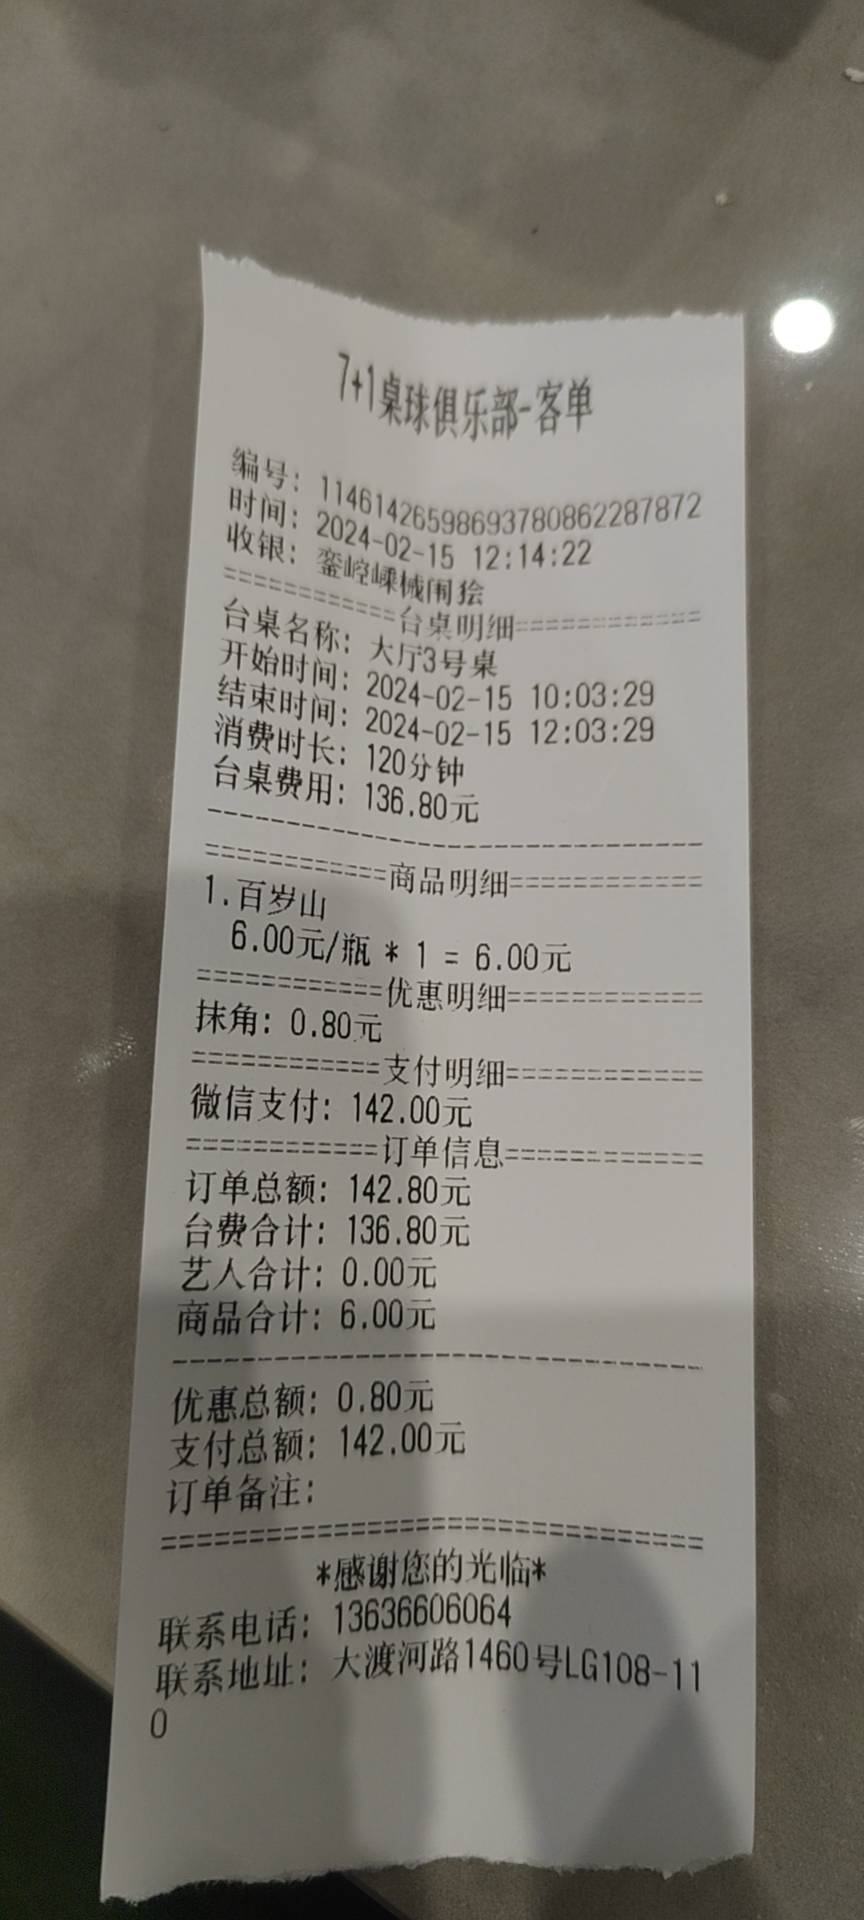 7+1桌球俱乐部-客单
编号: 1146142659869378086228 7872
时间: 2024-02-15 12:14:22
收银:
============台桌明细============
台桌名称: 大厅3号桌
开始时间: 2024-02-15 10:03:29
结束时间: 2024-02-15 12:03:29
消费时长: 120分钟
台桌费用: 136.80元
--------------------------------
============商品明细============
1.百岁山
6.00元/瓶 * 1 = 6.00元
============优惠明细============
抹角: 0.80元
============支付明细============
微信支付: 142.00元
============订单信息============
订单总额: 142.80元
台费合计: 136.80元
艺人合计: 0.00元
商品合计: 6.00元
--------------------------------
优惠总额: 0.80元
支付总额: 142.00元
订单备注:
================================
*感谢您的光临*
联系电话: 13636606064
联系地址: 大渡河路1460号LG108-11
0